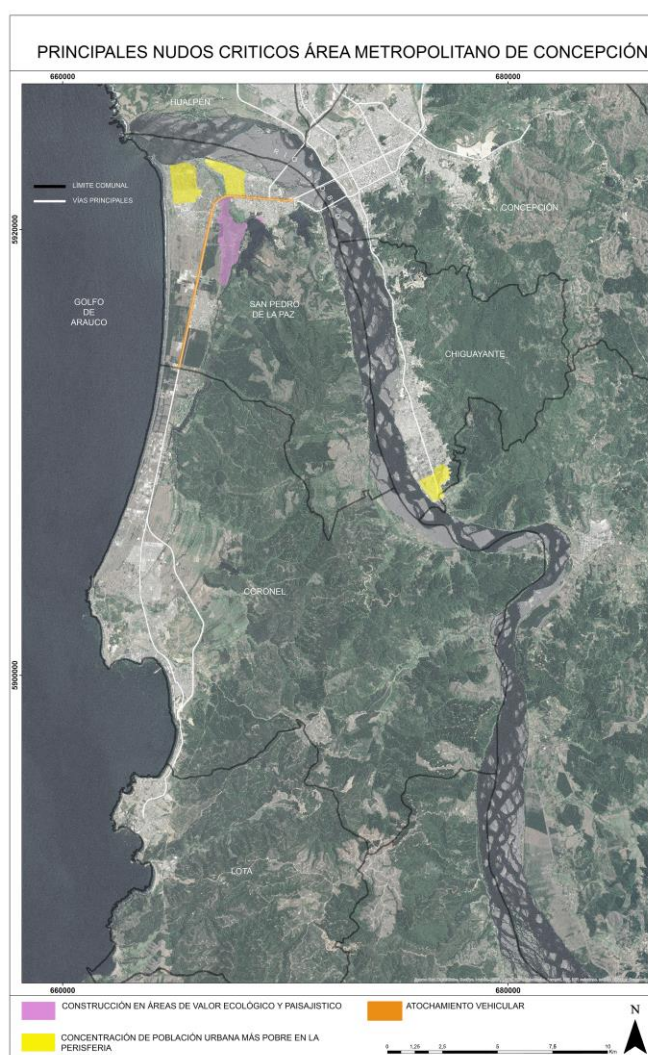 PRINCIPALES NUDOS CRITICOS ÁREA METROPOLITANO DE CONCEPCIÓN
660000
680000
HUALPÉN
LÍMITE COMUNAL
VÍAS PRINCIPALES
CONCEPCIÓN
5920000
GOLFO
DE
ARAUCO
SAN PEDRO
DE LA PAZ
CHIGUAYANTE
CORONEL
5900000
LOTA
660000
680000
CONSTRUCCIÓN EN ÁREAS DE VALOR ECOLÓGICO Y PAISAJISTICO
ATOCHAMIENTO VEHICULAR
N
CONCENTRACIÓN DE POBLACIÓN URBANA MÁS POBRE EN LA
PERISFERIA
0 1,25 2,5 5 7,5 10
Km